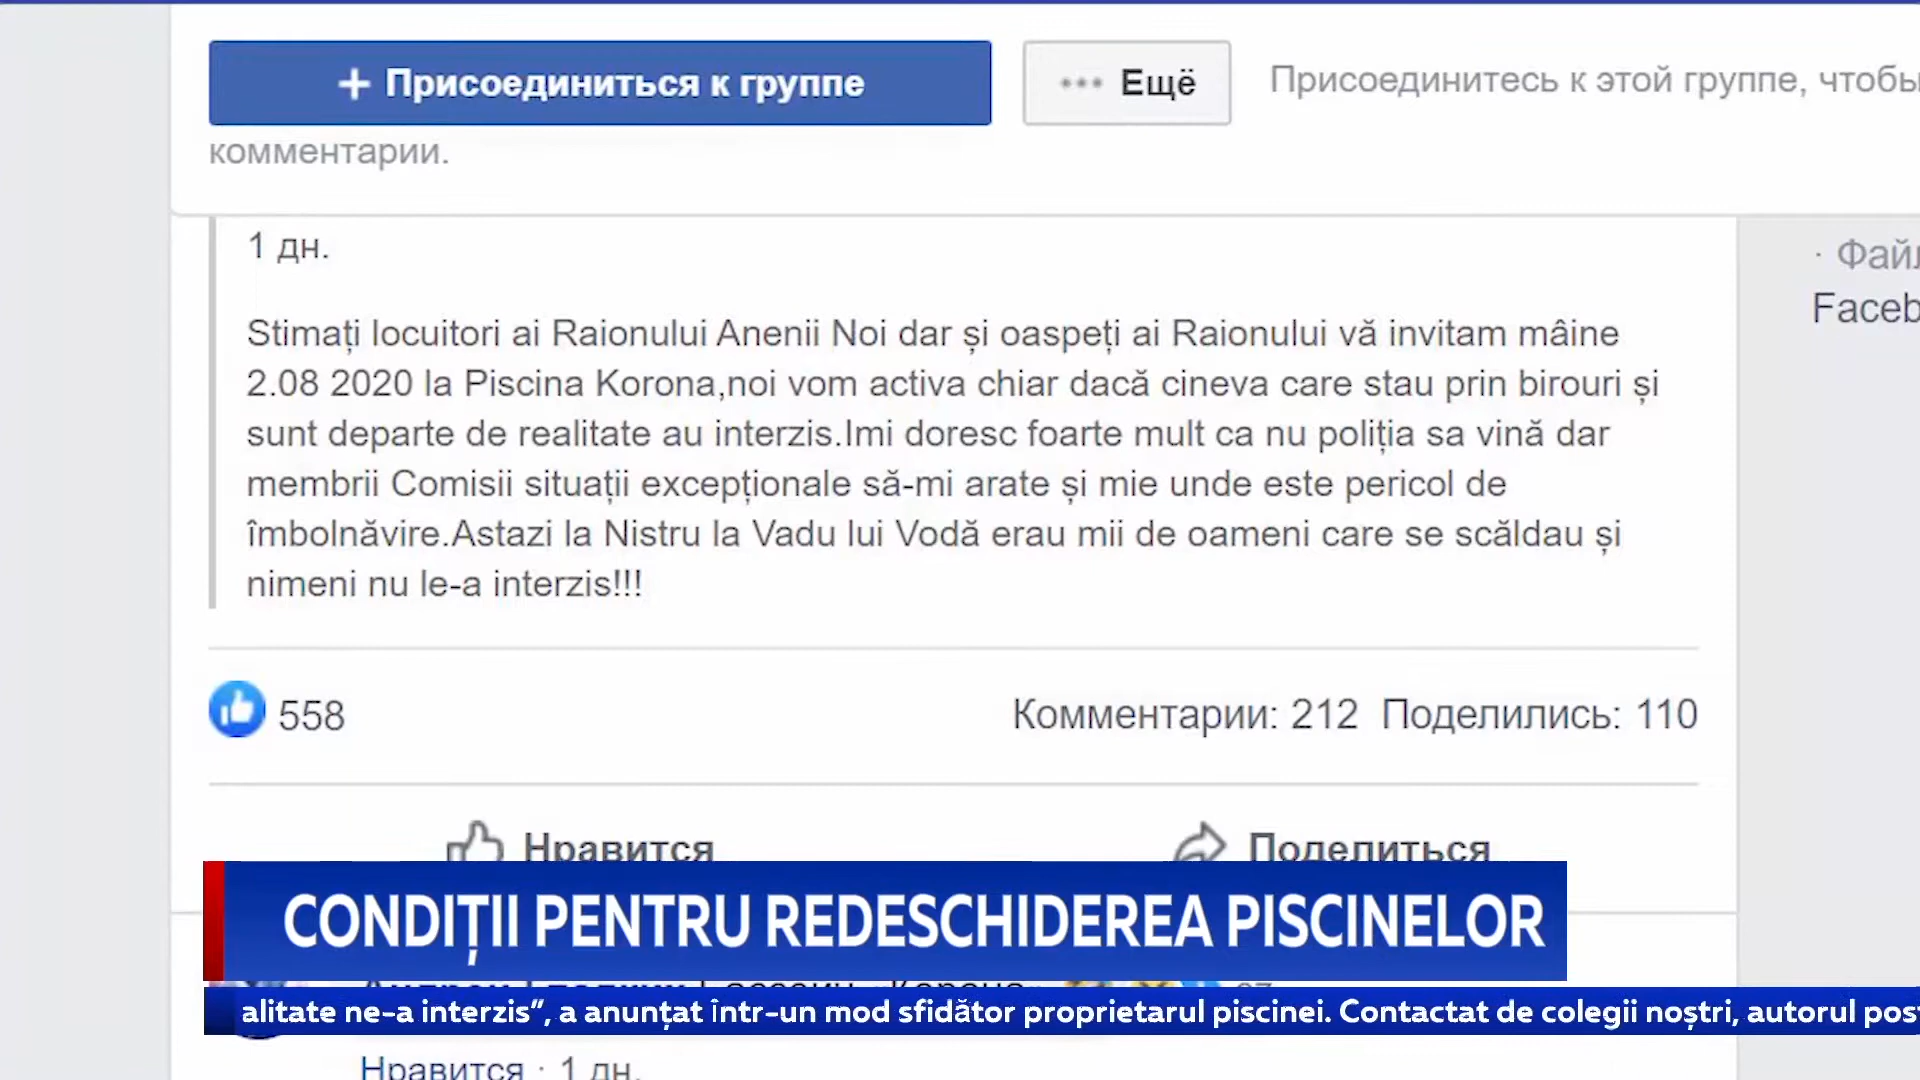 + Присоединиться к группе
••• Ещё
Присоединитесь к этой группе, чтобы
комментарии.
1 дн.
· Файл
Faceb
Stimați locuitori ai Raionului Anenii Noi dar și oaspeți ai Raionului vă invitam mâine
2.08 2020 la Piscina Korona,noi vom activa chiar dacă cineva care stau prin birouri și
sunt departe de realitate au interzis.Imi doresc foarte mult ca nu poliția sa vină dar
membrii Comisii situații excepționale să-mi arate și mie unde este pericol de
îmbolnăvire.Astazi la Nistru la Vadu lui Vodă erau mii de oameni care se scăldau și
nimeni nu le-a interzis!!!
558
Комментарии: 212 Поделились: 110
Нравится
Поделиться
CONDIȚII PENTRU REDESCHIDEREA PISCINELOR
alitate ne-a interzis”, a anunțat într-un mod sfidător proprietarul piscinei. Contactat de colegii noștri, autorul post
Нравится · 1 дн.